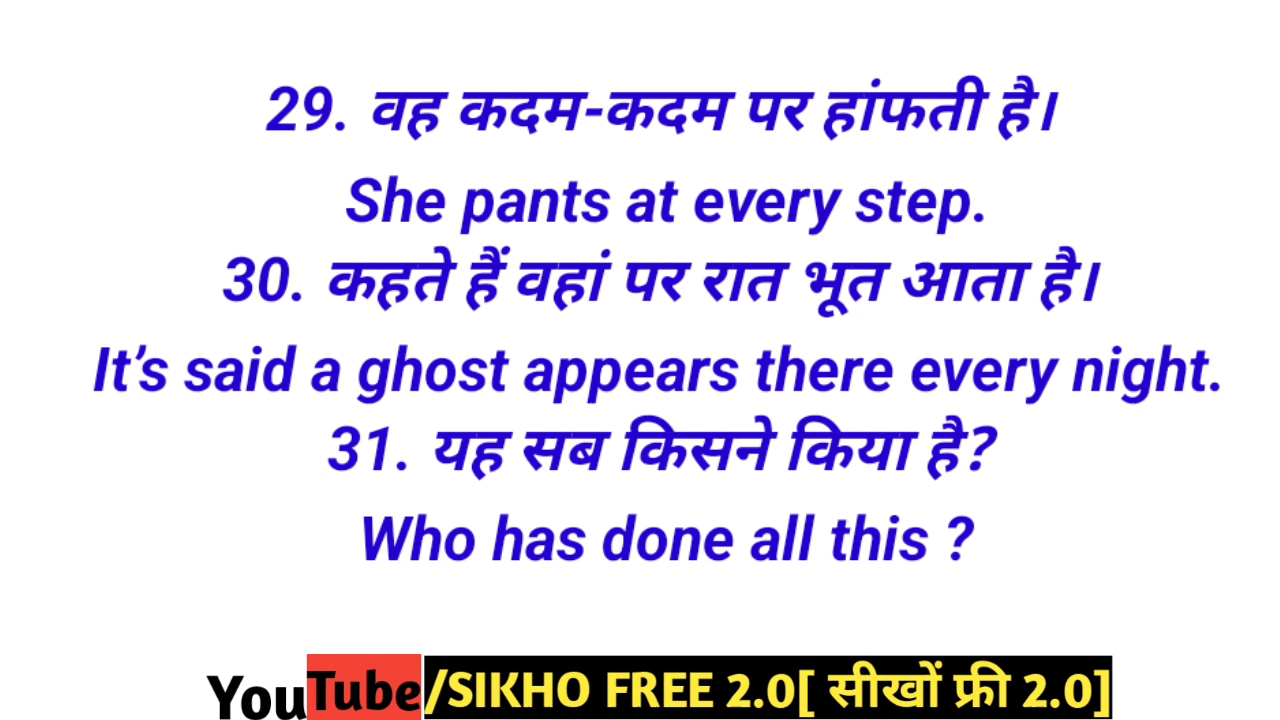 29. वह कदम-कदम पर हांफती है।
She pants at every step.
30. कहते हैं वहां पर रात भूत आता है।
It’s said a ghost appears there every night.
31. यह सब किसने किया है?
Who has done all this ?
YouTube/SIKHO FREE 2.0[ सीखों फ्री 2.0]